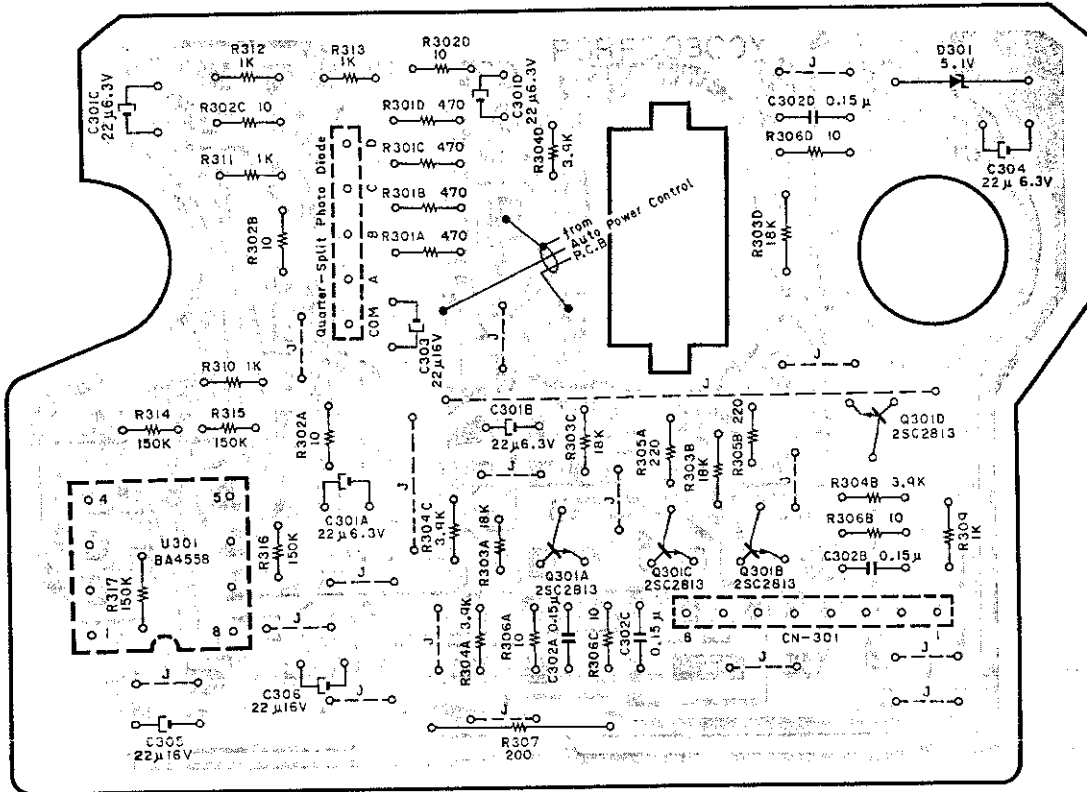 R312
1K
R313
1K
R302D
10
D301
5.1V
J
C301C
22µ6.3V
R302C 10
R301D 470
C301D
22µ6.3V
C302D 0.15µ
R306D 10
R304D
3.9K
R311 1K
R301C 470
R301B 470
R301A 470
C304
22µ6.3V
Quarter-Split Photo Diode
D
C
B
A
COM
R302B
10
from
Auto Power Control
P.C.B
R303D
18K
J
C303
22µ16V
J
J
R310 1K
J
R314
150K
R315
150K
R302A
10
C301B
22µ6.3V
R303C
18K
R305A
220
R303B
18K
R305B 220
Q301D
2SC2813
J
J
J
J
R304B 3.9K
R306B 10
C302B 0.15µ
R309
1K
4
5
U301
BA4558
R317
150K
1
8
R316
150K
C301A
22µ6.3V
R304C
3.9K
R303A 18K
Q301A
2SC2813
Q301C
2SC2813
Q301B
2SC2813
J
J
J
R304A 3.9K
R306A
10
C302A 0.15µ
R306C 10
C302C
0.15µ
8
CN-301
J
J
J
C306
22µ16V
J
J
J
C305
22µ16V
R307
200